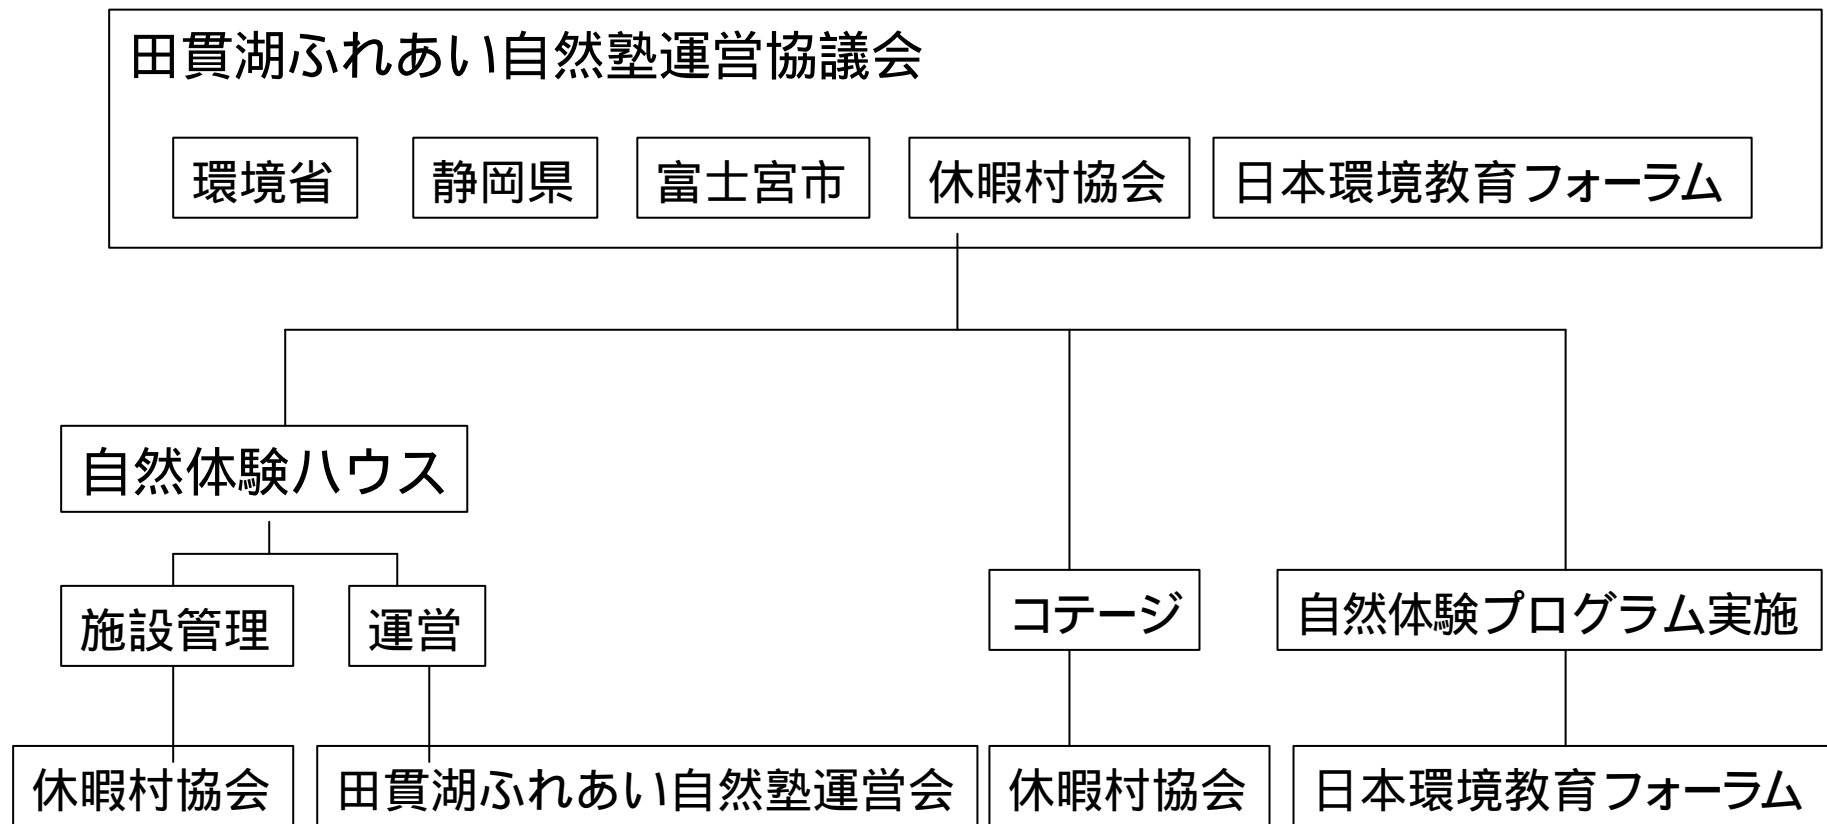 田貫湖ふれあい自然塾運営協議会
環境省
静岡県
富士宮市
休暇村協会
日本環境教育フォーラム
自然体験ハウス
施設管理
運営
コテージ
自然体験プログラム実施
休暇村協会
田貫湖ふれあい自然塾運営会
休暇村協会
日本環境教育フォーラム